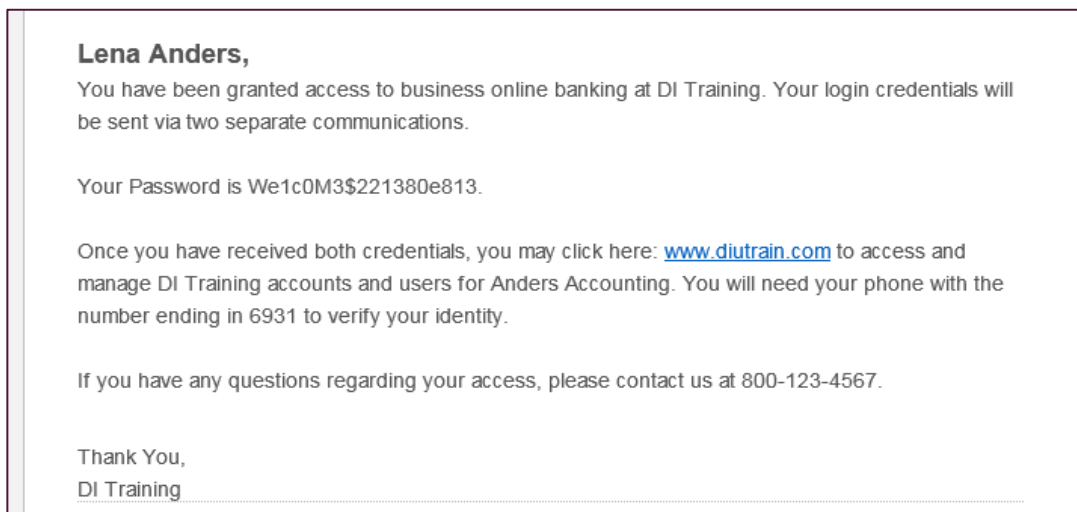 Lena Anders,
You have been granted access to business online banking at DI Training. Your login credentials will
be sent via two separate communications.
Your Password is We1c0M3$221380e813.
Once you have received both credentials, you may click here: www.diutrain.com to access and
manage DI Training accounts and users for Anders Accounting. You will need your phone with the
number ending in 6931 to verify your identity.
If you have any questions regarding your access, please contact us at 800-123-4567.
Thank You,
DI Training